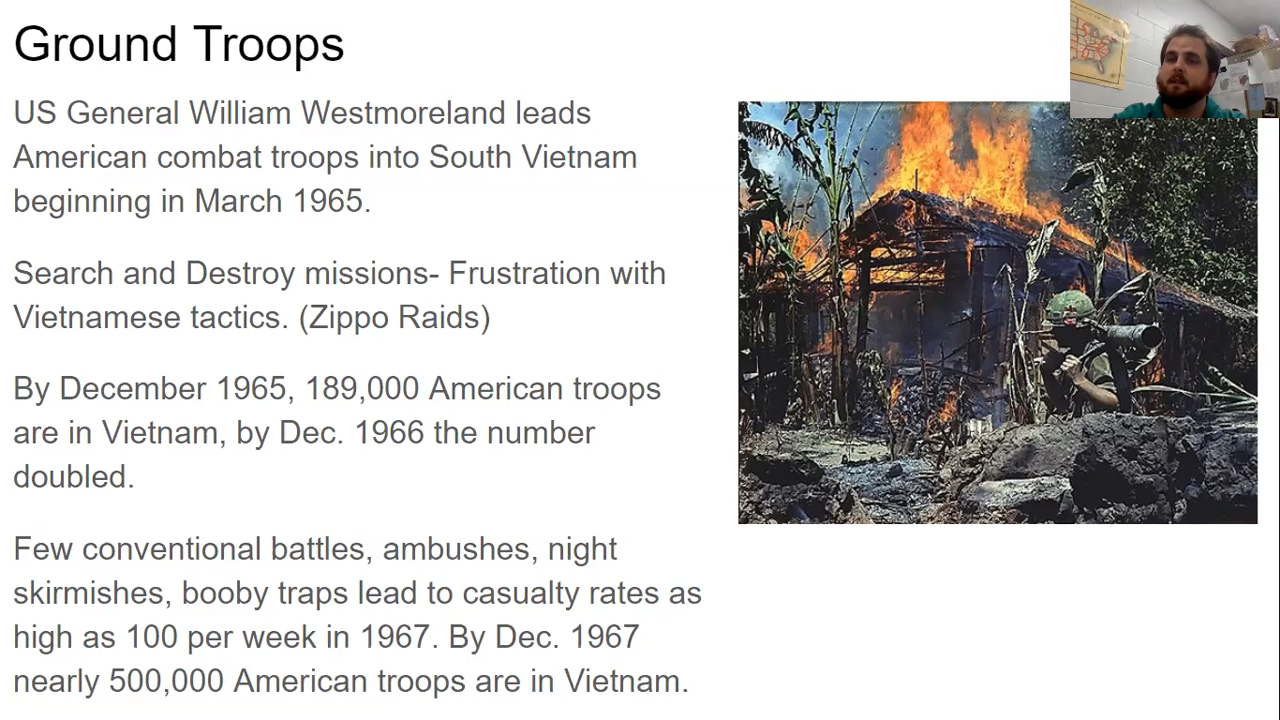 Ground Troops
US General William Westmoreland leads
American combat troops into South Vietnam
beginning in March 1965.
Search and Destroy missions- Frustration with
Vietnamese tactics. (Zippo Raids)
By December 1965, 189,000 American troops
are in Vietnam, by Dec. 1966 the number
doubled.
Few conventional battles, ambushes, night
skirmishes, booby traps lead to casualty rates as
high as 100 per week in 1967. By Dec. 1967
nearly 500,000 American troops are in Vietnam.